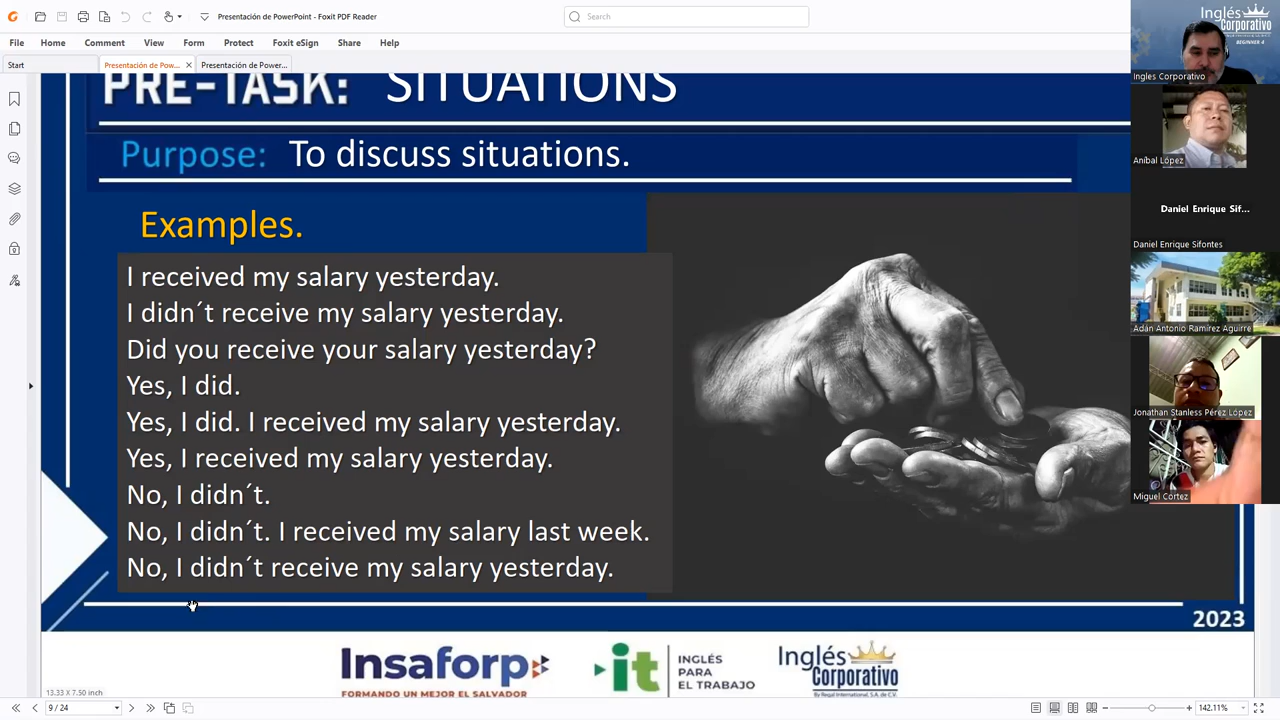 Presentación de PowerPoint - Foxit PDF Reader
Search
File Home Comment View Form Protect Foxit eSign Share Help
Start Presentación de Pow... Presentación de Power...
PRE-TASK: SITUATIONS
Purpose: To discuss situations.
Examples.
I received my salary yesterday.
I didn´t receive my salary yesterday.
Did you receive your salary yesterday?
Yes, I did.
Yes, I did. I received my salary yesterday.
Yes, I received my salary yesterday.
No, I didn´t.
No, I didn´t. I received my salary last week.
No, I didn´t receive my salary yesterday.
2023
Insaforp
FORMANDO UN MEJOR EL SALVADOR
it
INGLÉS
PARA
EL TRABAJO
Inglés
Corporativo
By Regal International, S.A. de C.V.
13.33 X 7.50 inch
9 / 24
142.11%
Inglés
Corporativo
BEGINNER 4
Ingles Corporativo
Aníbal López
Daniel Enrique Sif...
Daniel Enrique Sifontes
Adán Antonio Ramírez Aguirre
Jonathan Stanless Pérez López
Miguel Cortez